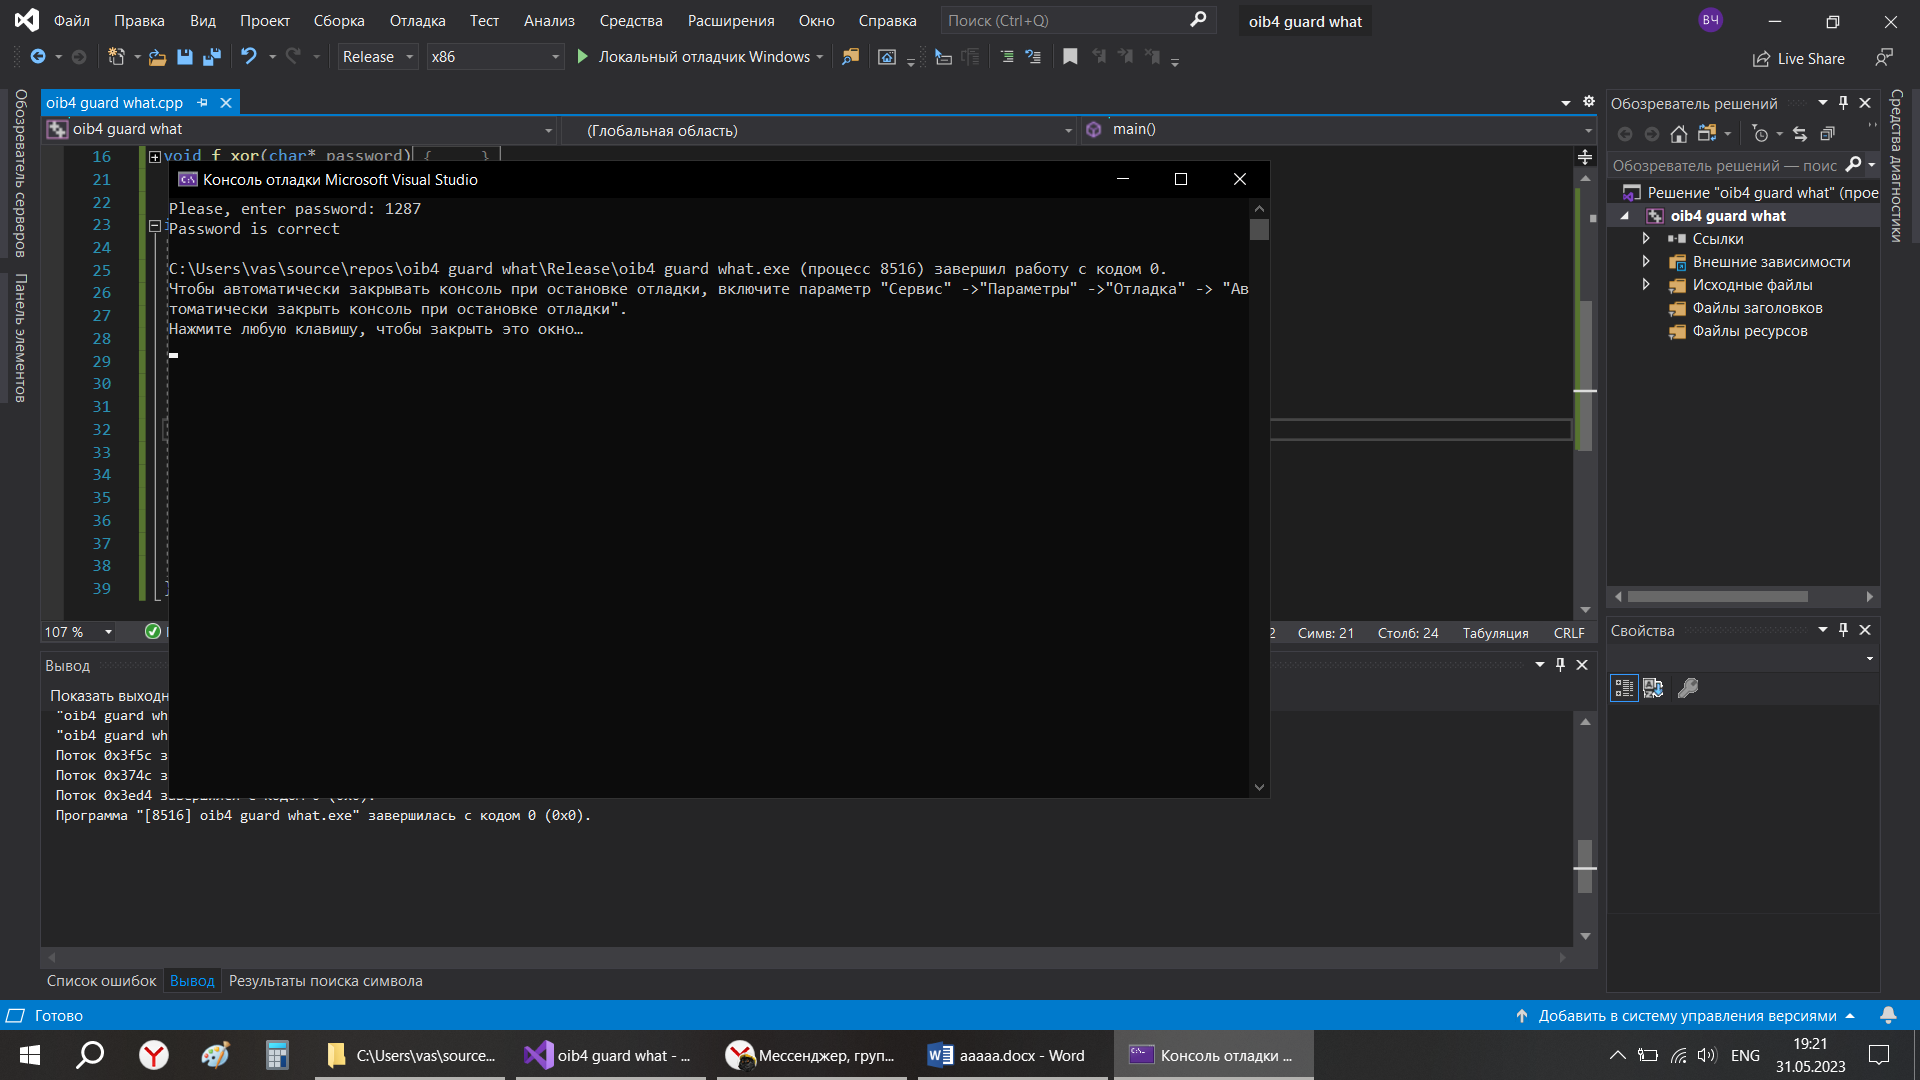 Файл Правка Вид Проект Сборка Отладка Тест Анализ Средства Расширения Окно Справка Поиск (Ctrl+Q) oib4 guard what ВЧ
Release x86 Локальный отладчик Windows Live Share
Обозреватель серверов
Панель элементов
oib4 guard what.cpp
oib4 guard what (Глобальная область) main()
16 void f_xor(char* password) { }
21
22
23
24
25
26
27
28
29
30
31
32
33
34
35
36
37
38
39
Консоль отладки Microsoft Visual Studio
Please, enter password: 1287
Password is correct
C:\Users\vas\source\repos\oib4 guard what\Release\oib4 guard what.exe (процесс 8516) завершил работу с кодом 0.
Чтобы автоматически закрывать консоль при остановке отладки, включите параметр "Сервис" ->"Параметры" ->"Отладка" -> "Ав
томатически закрыть консоль при остановке отладки".
Нажмите любую клавишу, чтобы закрыть это окно…
107 % Симв: 21 Столб: 24 Табуляция CRLF
Вывод
Показать выходн
"oib4 guard wh
"oib4 guard wh
Поток 0x3f5c з
Поток 0x374c з
Поток 0x3ed4 завершился с кодом 0 (0x0).
Программа "[8516] oib4 guard what.exe" завершилась с кодом 0 (0x0).
Список ошибок Вывод Результаты поиска символа
Обозреватель решений
Обозреватель решений — поис
Решение "oib4 guard what" (прое
oib4 guard what
Ссылки
Внешние зависимости
Исходные файлы
Файлы заголовков
Файлы ресурсов
Свойства
Средства диагностики
Готово Добавить в систему управления версиями
C:\Users\vas\source... oib4 guard what - ... Мессенджер, груп... aaaaa.docx - Word Консоль отладки ... ENG 19:21
31.05.2023